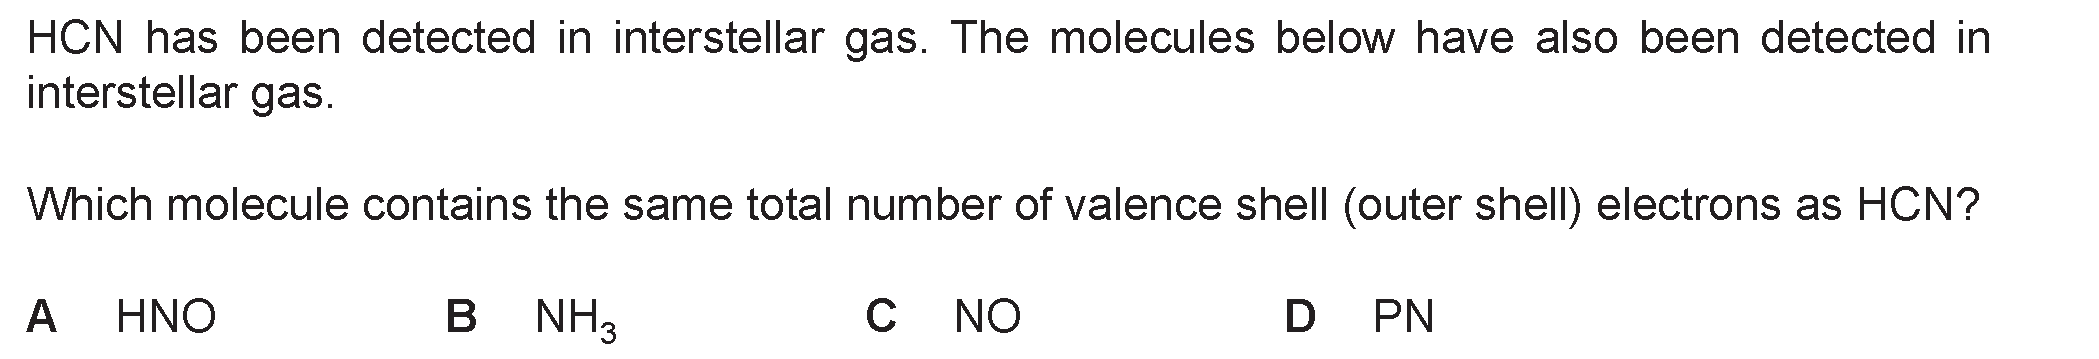 HCN has been detected in interstellar gas. The molecules below have also been detected in
interstellar gas.
Which molecule contains the same total number of valence shell (outer shell) electrons as HCN?
A HNO B NH₃ C NO D PN